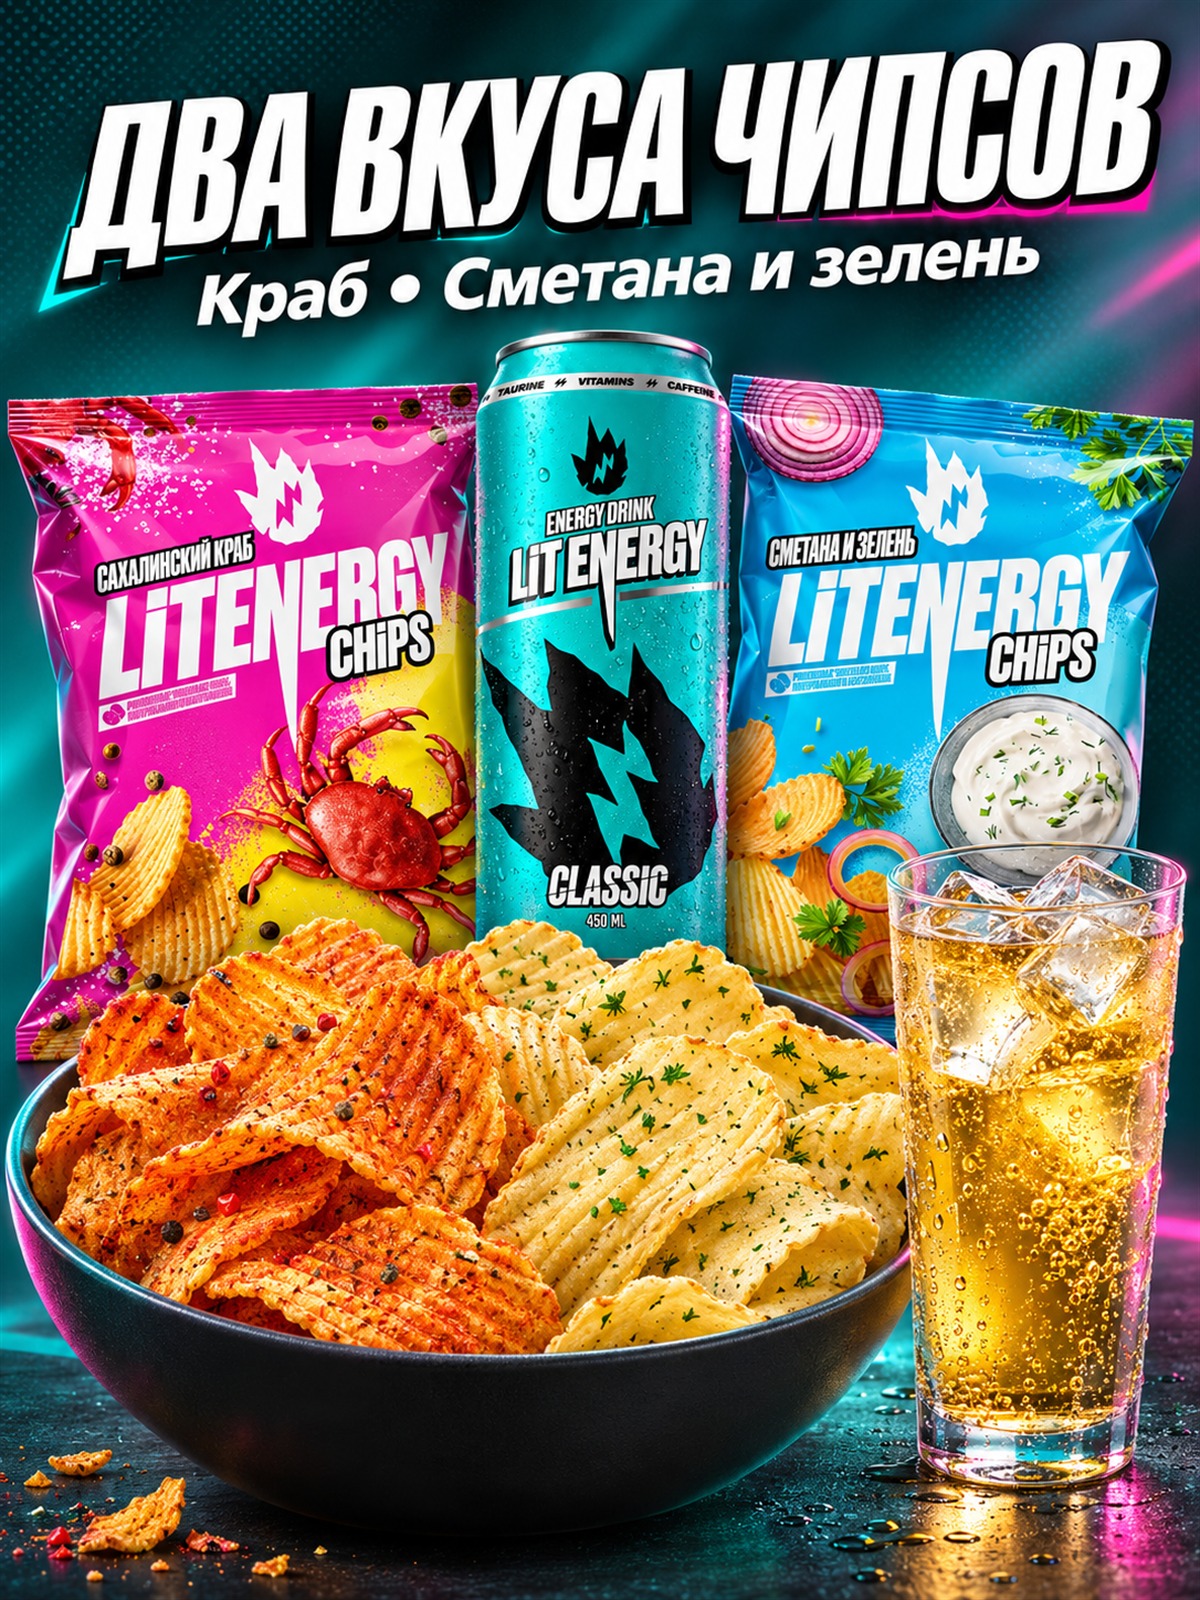 ДВА ВКУСА ЧИПСОВ
Краб • Сметана и зелень
TAURINE VITAMINS CAFFEINE
САХАЛИНСКИЙ КРАБ
LiTENERGY
CHiPS
ENERGY DRINK
LiT ENERGY
CLASSIC
450 ML
СМЕТАНА И ЗЕЛЕНЬ
LiTENERGY
CHiPS